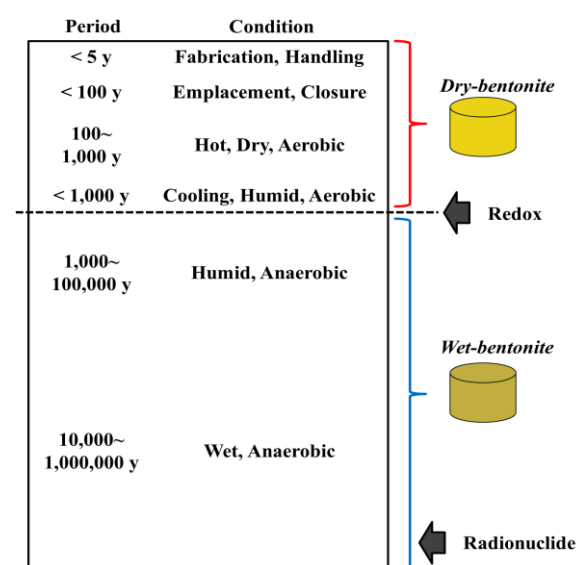 Period Condition
< 5 y Fabrication, Handling
< 100 y Emplacement, Closure
Dry-bentonite
100~
1,000 y
Hot, Dry, Aerobic
< 1,000 y Cooling, Humid, Aerobic
Redox
1,000~
100,000 y
Humid, Anaerobic
Wet-bentonite
10,000~
1,000,000 y
Wet, Anaerobic
Radionuclide